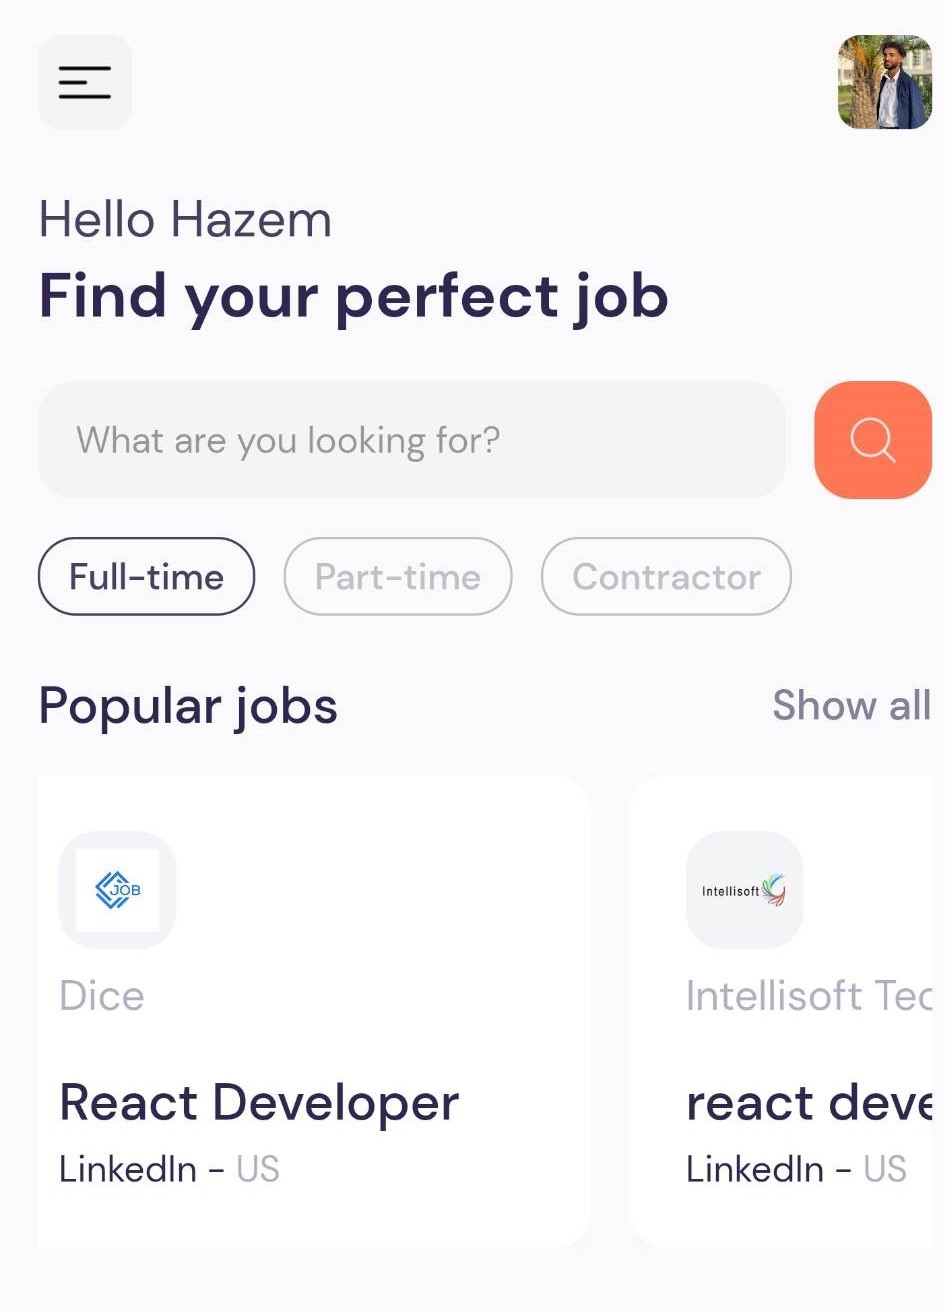 Hello Hazem
Find your perfect job
What are you looking for?
Full-time Part-time Contractor
Popular jobs Show all
JOB
Intellisoft
Dice
Intellisoft Tec
React Developer
react deve
LinkedIn - US
LinkedIn - US